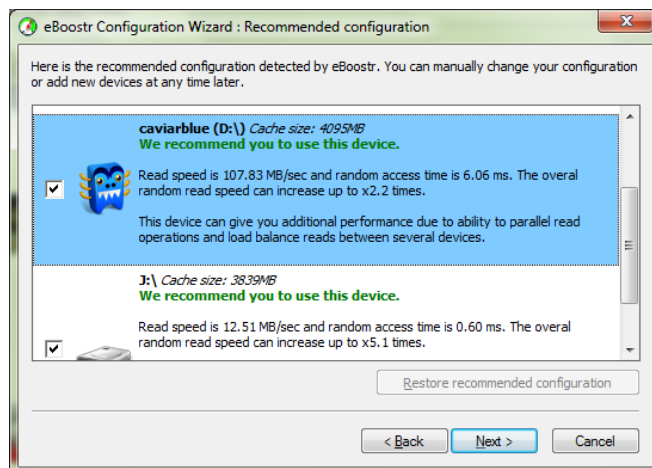 eBoostr Configuration Wizard : Recommended configuration
Here is the recommended configuration detected by eBoostr. You can manually change your configuration
or add new devices at any time later.
caviarblue (D:\) Cache size: 4095MB
We recommend you to use this device.
Read speed is 107.83 MB/sec and random access time is 6.06 ms. The overal
random read speed can increase up to x2.2 times.
This device can give you additional performance due to ability to parallel read
operations and load balance reads between several devices.
J:\ Cache size: 3839MB
We recommend you to use this device.
Read speed is 12.51 MB/sec and random access time is 0.60 ms. The overal
random read speed can increase up to x5.1 times.
Restore recommended configuration
< Back Next > Cancel